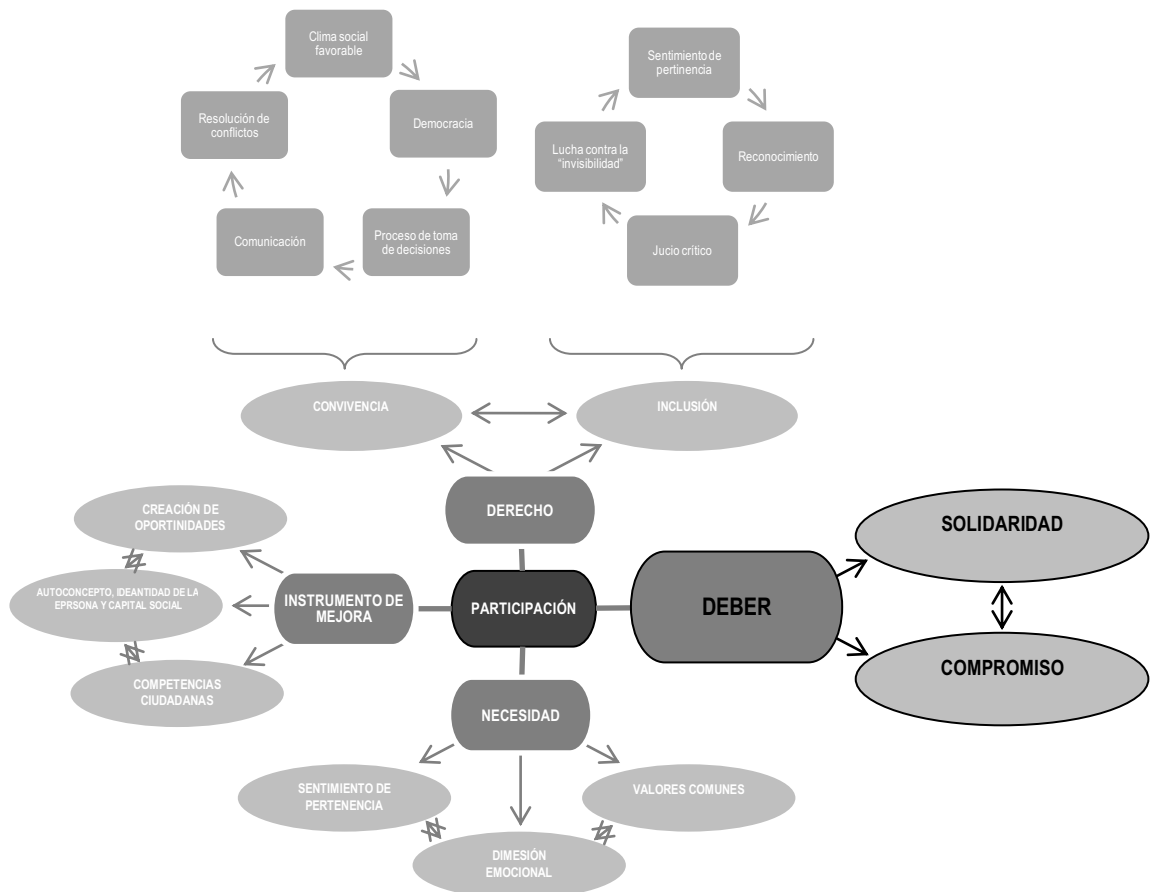 Clima social
favorable
Democracia
Proceso de toma
de decisiones
Comunicación
Resolución de
conflictos
Sentimiento de
pertinencia
Reconocimiento
Jucio crítico
Lucha contra la
“invisibilidad”
CONVIVENCIA
INCLUSIÓN
DERECHO
CREACIÓN DE
OPORTINIDADES
AUTOCONCEPTO, IDEANTIDAD DE LA
EPRSONA Y CAPITAL SOCIAL
COMPETENCIAS
CIUDADANAS
INSTRUMENTO DE
MEJORA
PARTICIPACIÓN
DEBER
SOLIDARIDAD
COMPROMISO
NECESIDAD
SENTIMIENTO DE
PERTENENCIA
VALORES COMUNES
DIMESIÓN
EMOCIONAL